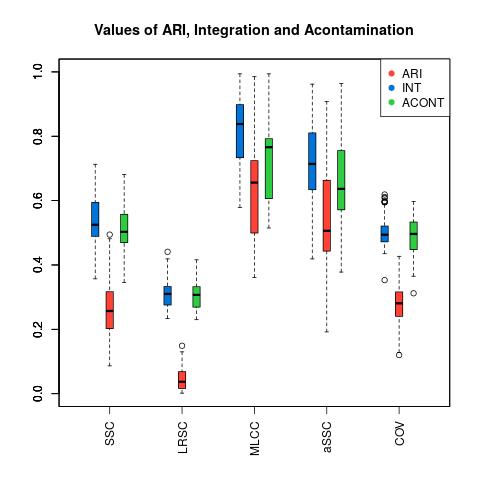 Values of ARI, Integration and Acontamination
ARI
INT
ACONT
1.0
0.8
0.6
0.4
0.2
0.0
SSC
LRSC
MLCC
aSSC
COV